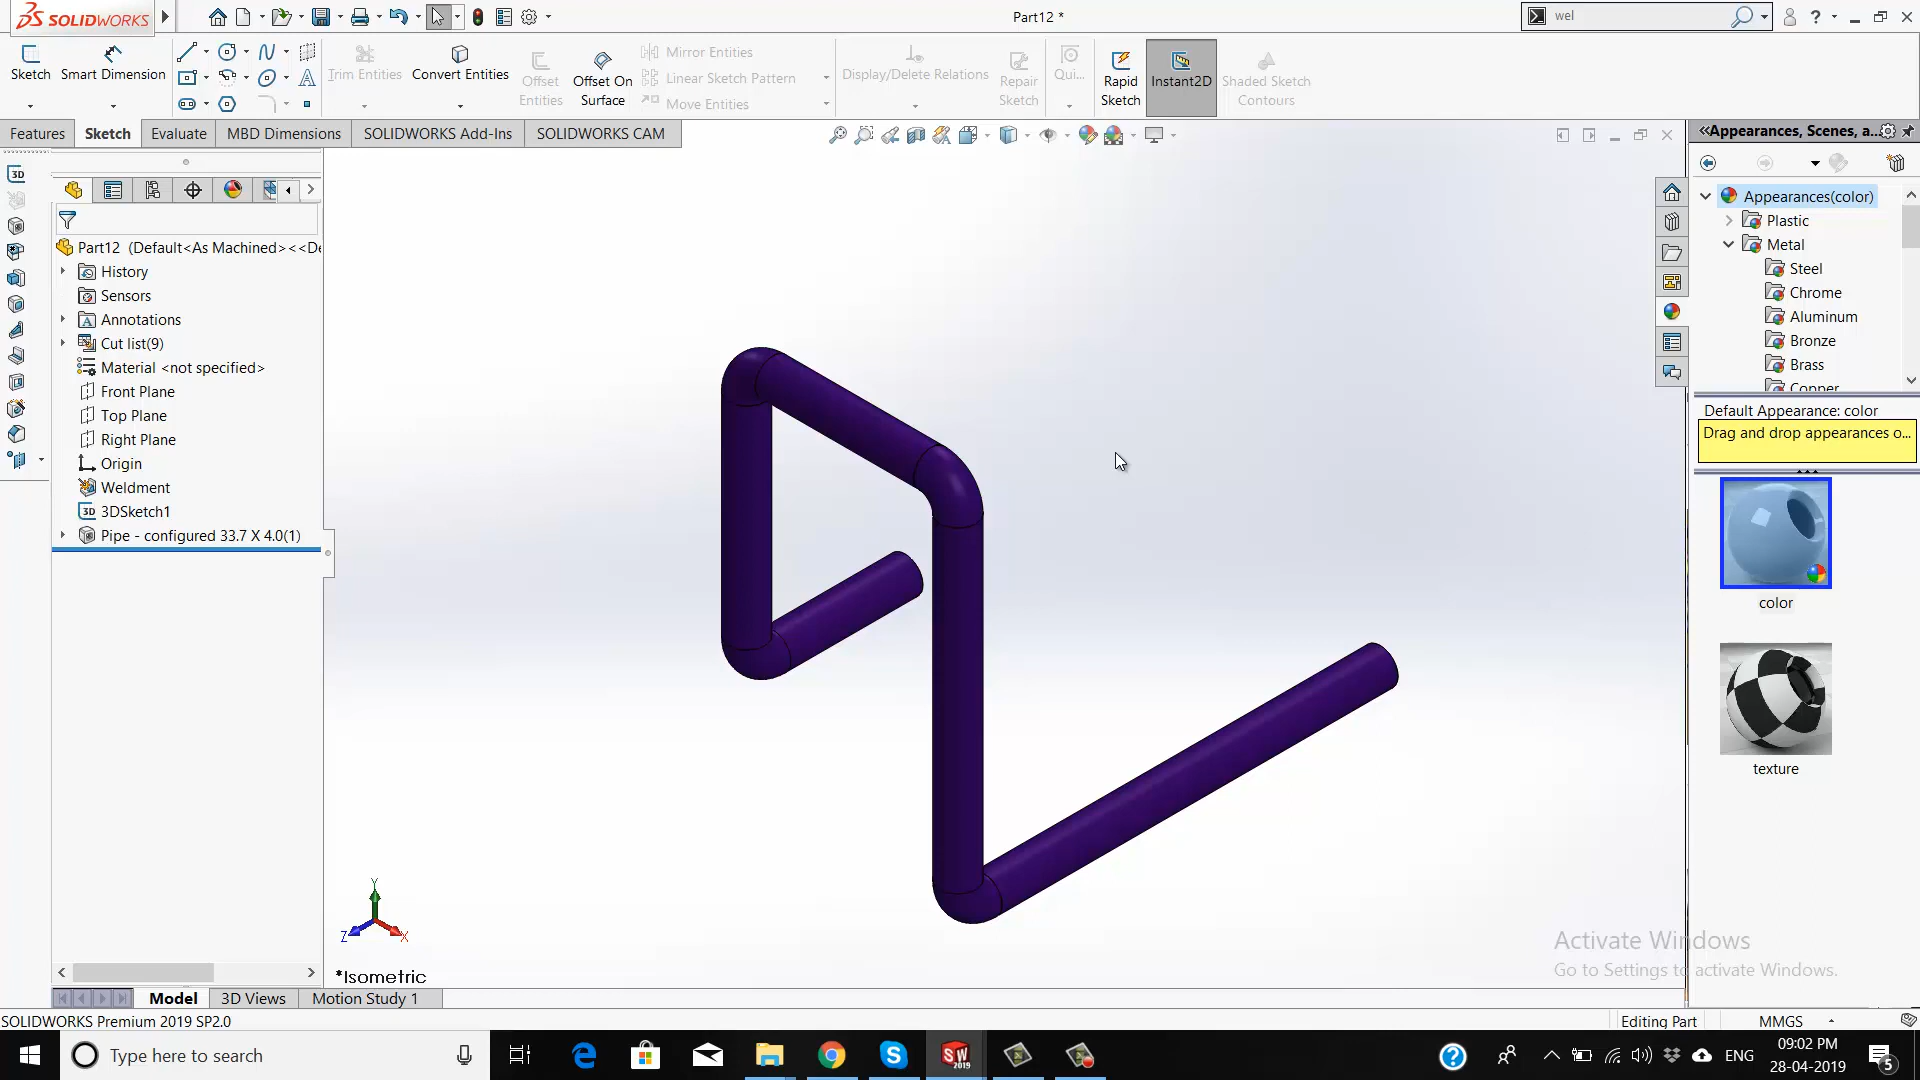 SOLIDWORKS
Part12 *
wel
Sketch
Smart Dimension
Trim Entities
Convert Entities
Offset Entities
Offset On Surface
Mirror Entities
Linear Sketch Pattern
Move Entities
Display/Delete Relations
Repair Sketch
Qui...
Rapid Sketch
Instant2D
Shaded Sketch Contours
Features
Sketch
Evaluate
MBD Dimensions
SOLIDWORKS Add-Ins
SOLIDWORKS CAM
Part12 (Default<As Machined><<De
History
Sensors
Annotations
Cut list(9)
Material <not specified>
Front Plane
Top Plane
Right Plane
Origin
Weldment
3D 3DSketch1
Pipe - configured 33.7 X 4.0(1)
Y
Z
X
*Isometric
Appearances, Scenes, a...
Appearances(color)
Plastic
Metal
Steel
Chrome
Aluminum
Bronze
Brass
Copper
Default Appearance: color
Drag and drop appearances o...
color
texture
Activate Windows
Go to Settings to activate Windows.
Model
3D Views
Motion Study 1
SOLIDWORKS Premium 2019 SP2.0
Editing Part
MMGS
Type here to search
SW
2019
ENG
09:02 PM
28-04-2019
5